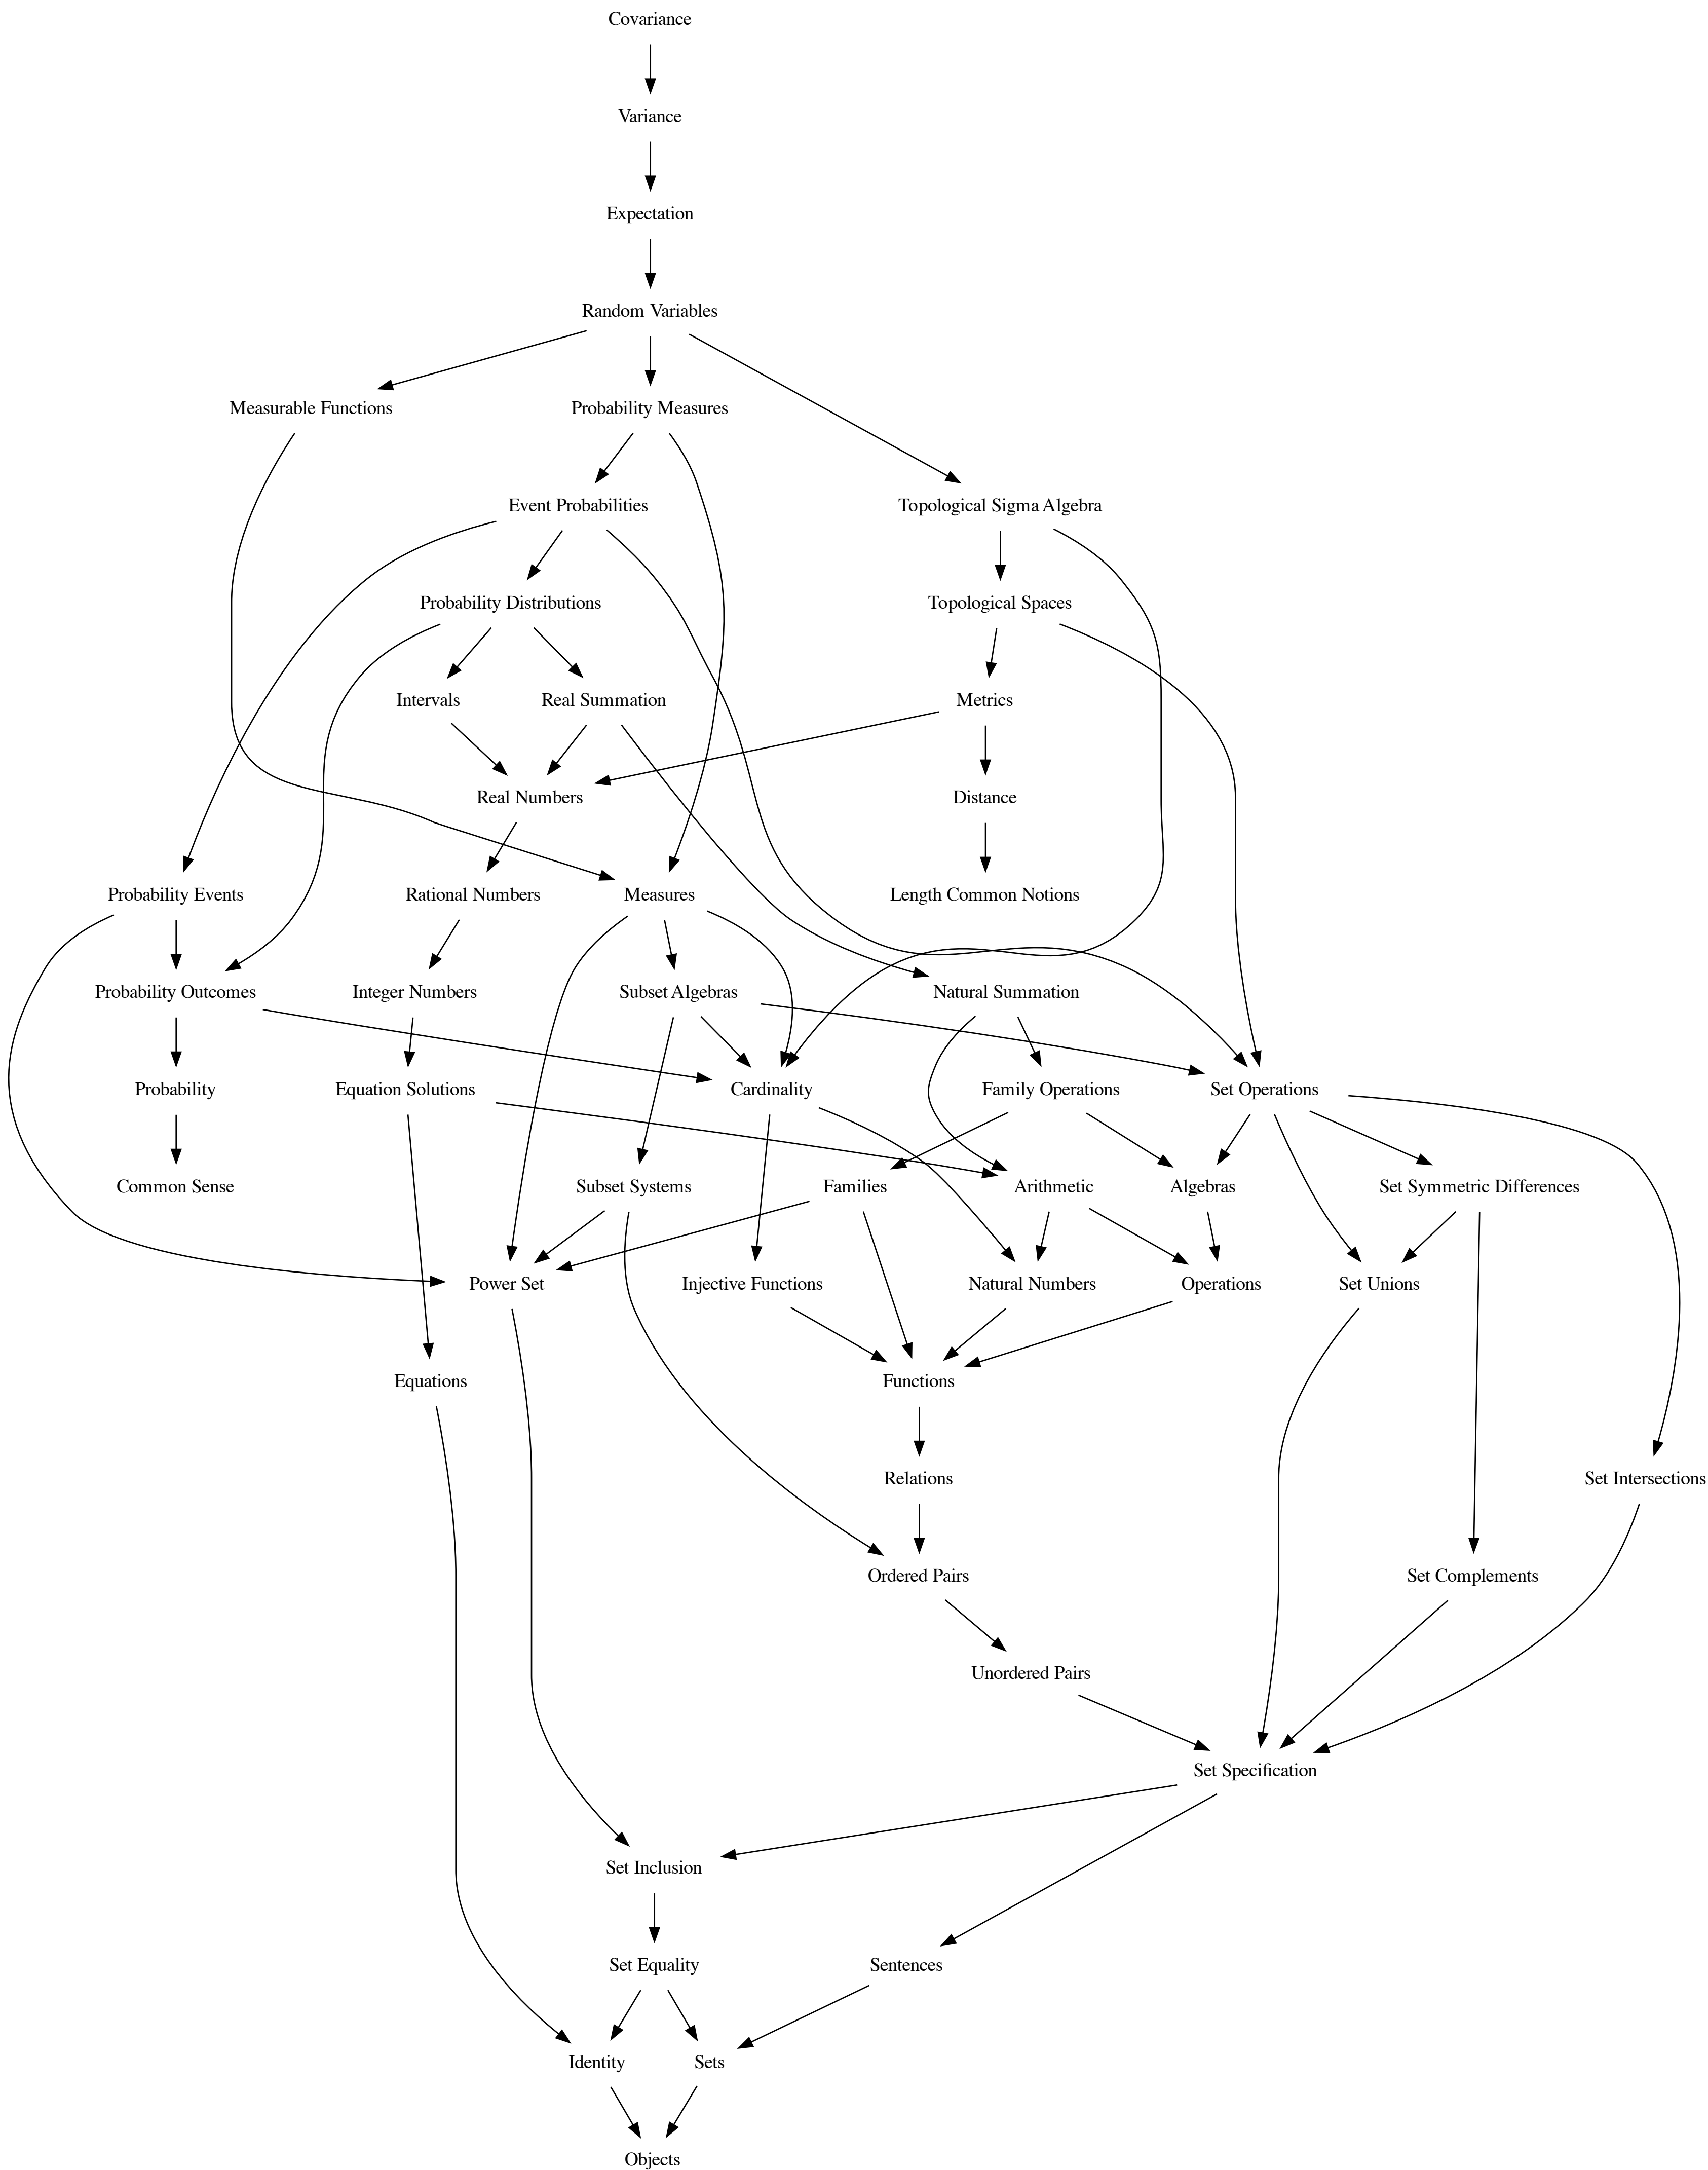 Covariance
Variance
Expectation
Random Variables
Measurable Functions
Probability Measures
Event Probabilities
Topological Sigma Algebra
Probability Distributions
Topological Spaces
Intervals
Real Summation
Metrics
Real Numbers
Distance
Probability Events
Rational Numbers
Measures
Length Common Notions
Probability Outcomes
Integer Numbers
Subset Algebras
Natural Summation
Probability
Equation Solutions
Cardinality
Family Operations
Set Operations
Common Sense
Subset Systems
Families
Arithmetic
Algebras
Set Symmetric Differences
Power Set
Injective Functions
Natural Numbers
Operations
Set Unions
Equations
Functions
Relations
Set Intersections
Ordered Pairs
Set Complements
Unordered Pairs
Set Specification
Set Inclusion
Set Equality
Sentences
Identity
Sets
Objects